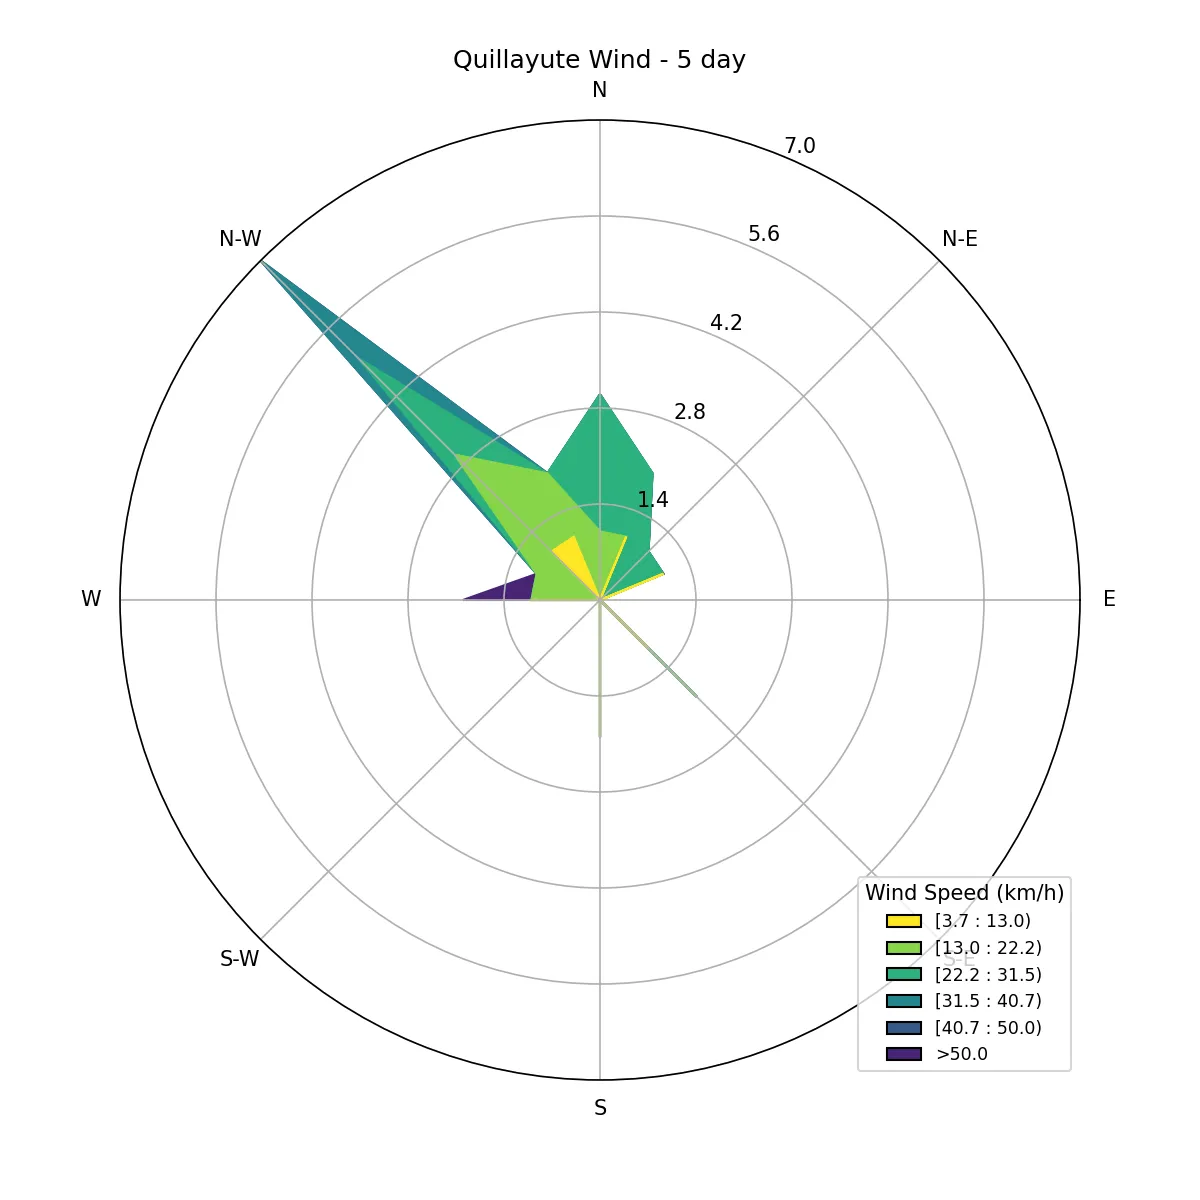 Quillayute Wind - 5 day
N
7.0
N-W
5.6
N-E
4.2
2.8
1.4
W
E
S-W
S-E
S
Wind Speed (km/h)
[3.7 : 13.0)
[13.0 : 22.2)
[22.2 : 31.5)
[31.5 : 40.7)
[40.7 : 50.0)
>50.0